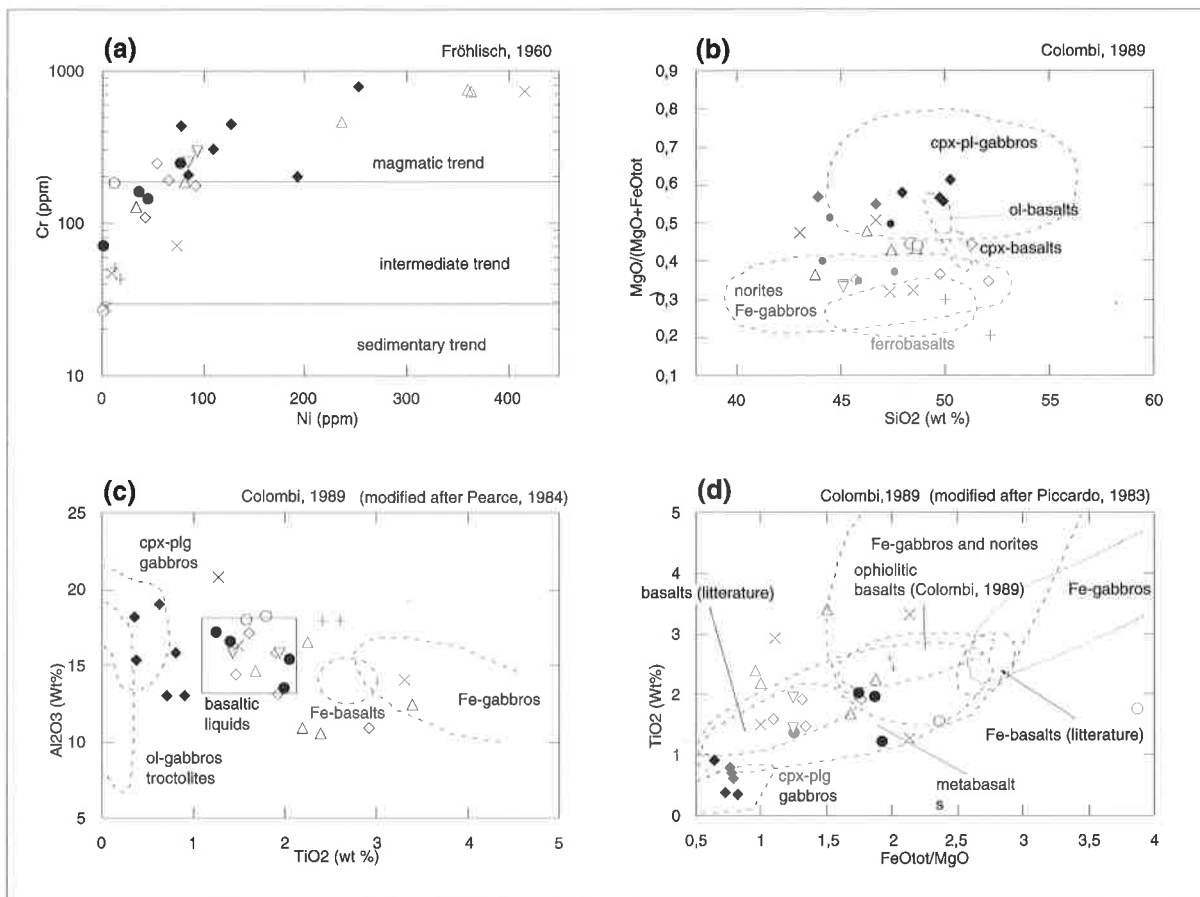 (a)
Fröhlisch, 1960
1000
100
10
Cr (ppm)
magmatic trend
intermediate trend
sedimentary trend
0
100
200
300
400
Ni (ppm)
(b)
Colombi, 1989
0,9
0,8
0,7
0,6
0,5
0,4
0,3
0,2
0,1
MgO/(MgO+FeOtot
cpx-pl-gabbros
ol-basalts
cpx-basalts
norites
Fe-gabbros
ferrobasalts
40
45
50
55
60
SiO2 (wt %)
(c)
Colombi, 1989 (modified after Pearce, 1984)
25
20
15
10
5
Al2O3 (Wt%)
cpx-plg
gabbros
basaltic
liquids
Fe-basalts
Fe-gabbros
ol-gabbros
troctolites
0
1
2
3
4
5
TiO2 (wt %)
(d)
Colombi,1989 (modified after Piccardo, 1983)
5
4
3
2
1
0
TiO2 (Wt%)
Fe-gabbros and norites
ophiolitic
basalts (Colombi, 1989)
basalts (litterature)
Fe-gabbros
Fe-basalts (litterature)
cpx-plg
gabbros
metabasalt
s
0,5
1
1,5
2
2,5
3
3,5
4
FeOtot/MgO